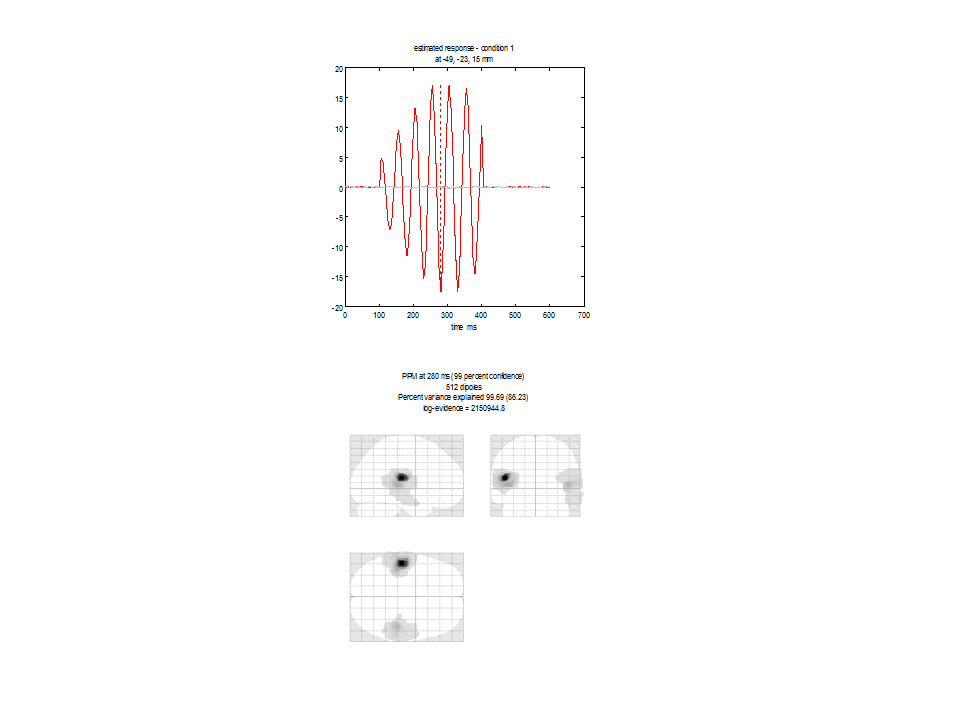 estimated response - condition 1
at -49, -23, 15 mm
20
15
10
5
0
-5
-10
-15
-20
0 100 200 300 400 500 600 700
time ms
PPM at 280 ms (99 percent confidence)
512 dipoles
Percent variance explained 99.69 (86.23)
log-evidence = 2150944.8